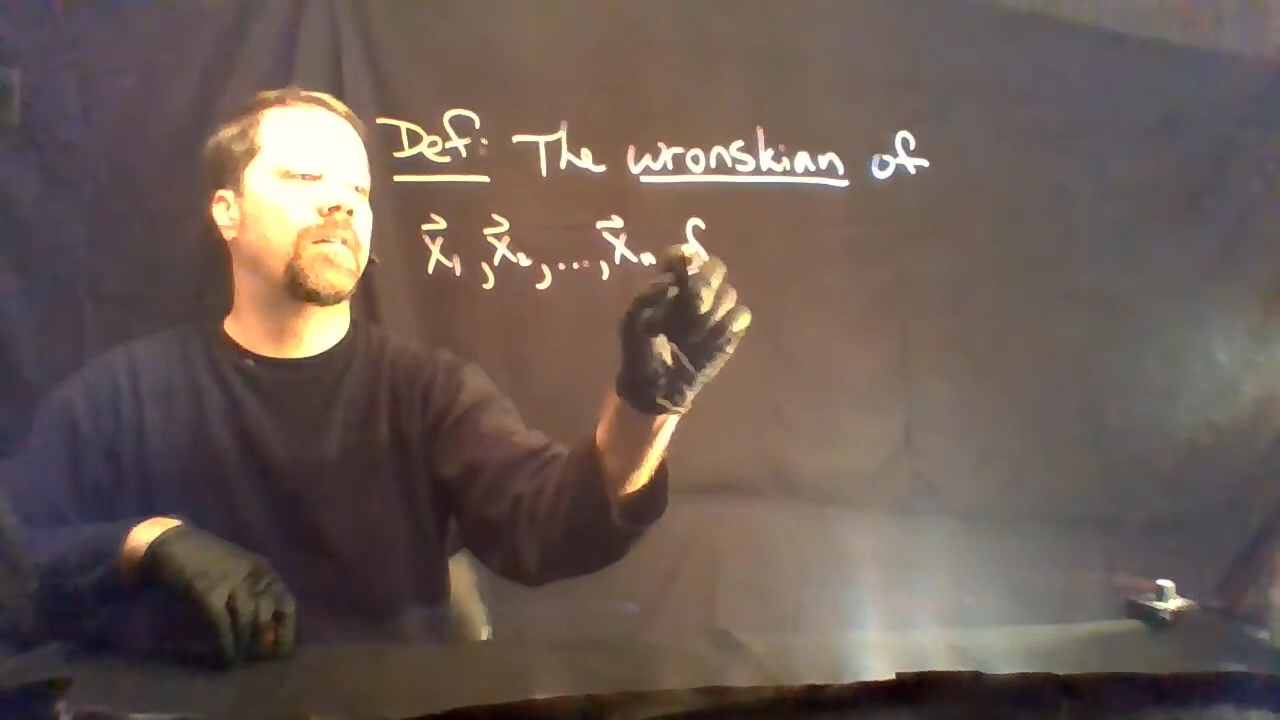 Def: The wronskian of
x⃗₁, x⃗₂, ..., x⃗ₙ f